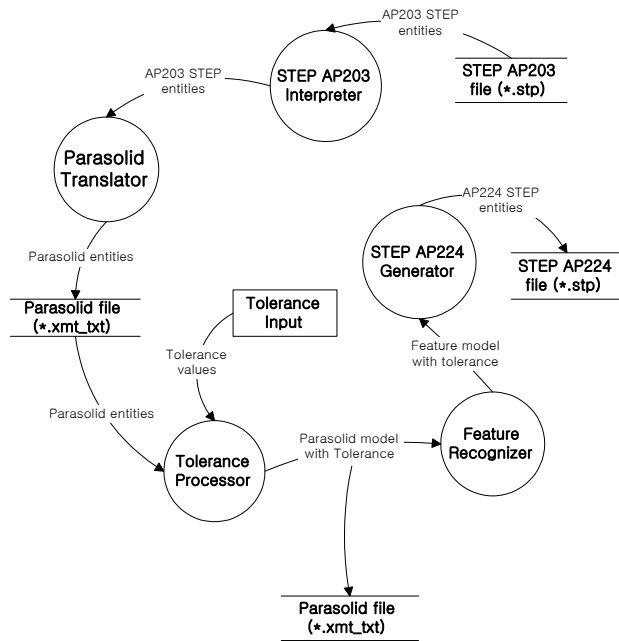 AP203 STEP
entities
STEP AP203
file (*.stp)
STEP AP203
Interpreter
AP203 STEP
entities
Parasolid
Translator
Parasolid entities
Parasolid file
(*.xmt_txt)
Parasolid entities
Tolerance
Input
Tolerance
values
Tolerance
Processor
Parasolid model
with Tolerance
Parasolid file
(*.xmt_txt)
Feature
Recognizer
Feature model
with tolerance
STEP AP224
Generator
AP224 STEP
entities
STEP AP224
file (*.stp)